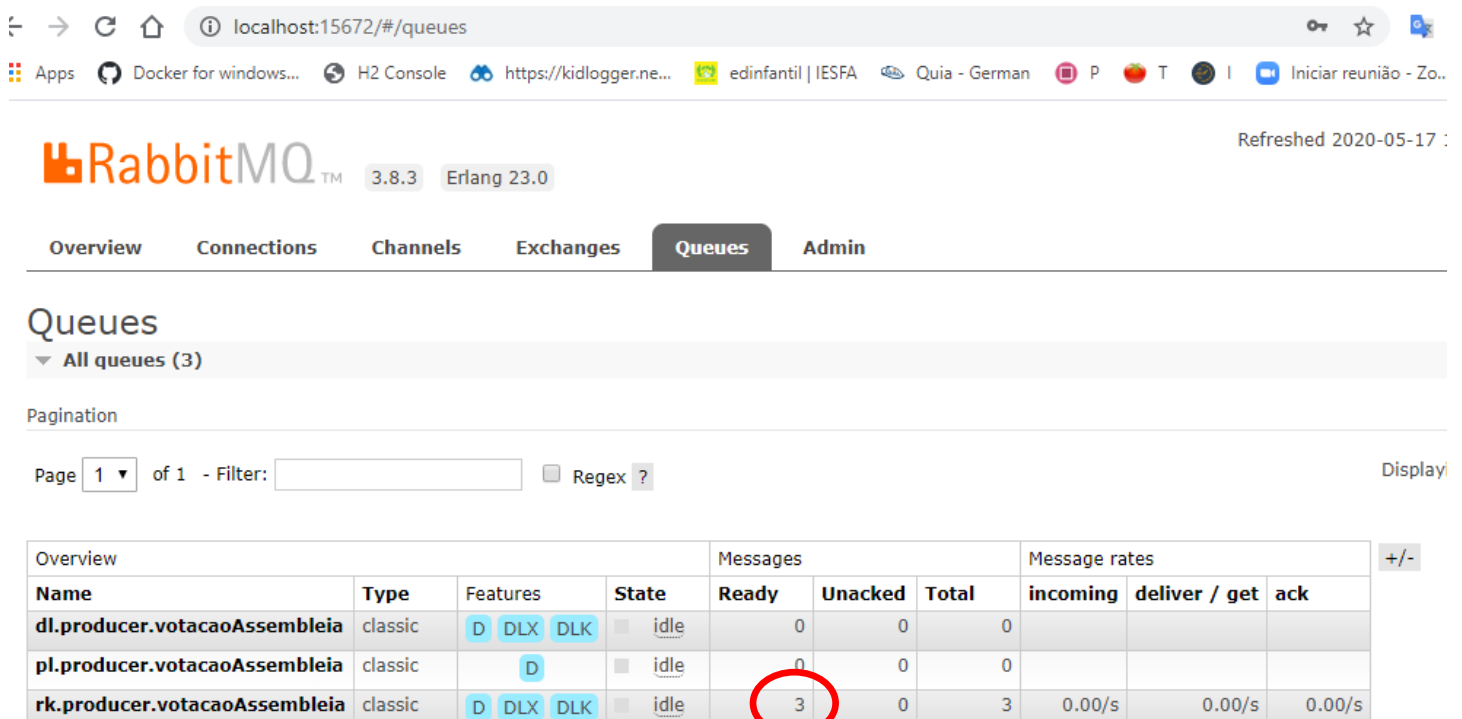 localhost:15672/#/queues
Apps Docker for windows... H2 Console https://kidlogger.ne... edinfantil | IESFA Quia - German P T I Iniciar reunião - Zo..
Refreshed 2020-05-17
RabbitMQ TM 3.8.3 Erlang 23.0
Overview Connections Channels Exchanges Queues Admin
Queues
All queues (3)
Pagination
Page 1 of 1 - Filter: Regex ?
Displayi
Overview Messages Message rates +/-
Name Type Features State Ready Unacked Total incoming deliver / get ack
dl.producer.votacaoAssembleia classic D DLX DLK idle 0 0 0
pl.producer.votacaoAssembleia classic D idle 0 0 0
rk.producer.votacaoAssembleia classic D DLX DLK idle 3 0 3 0.00/s 0.00/s 0.00/s